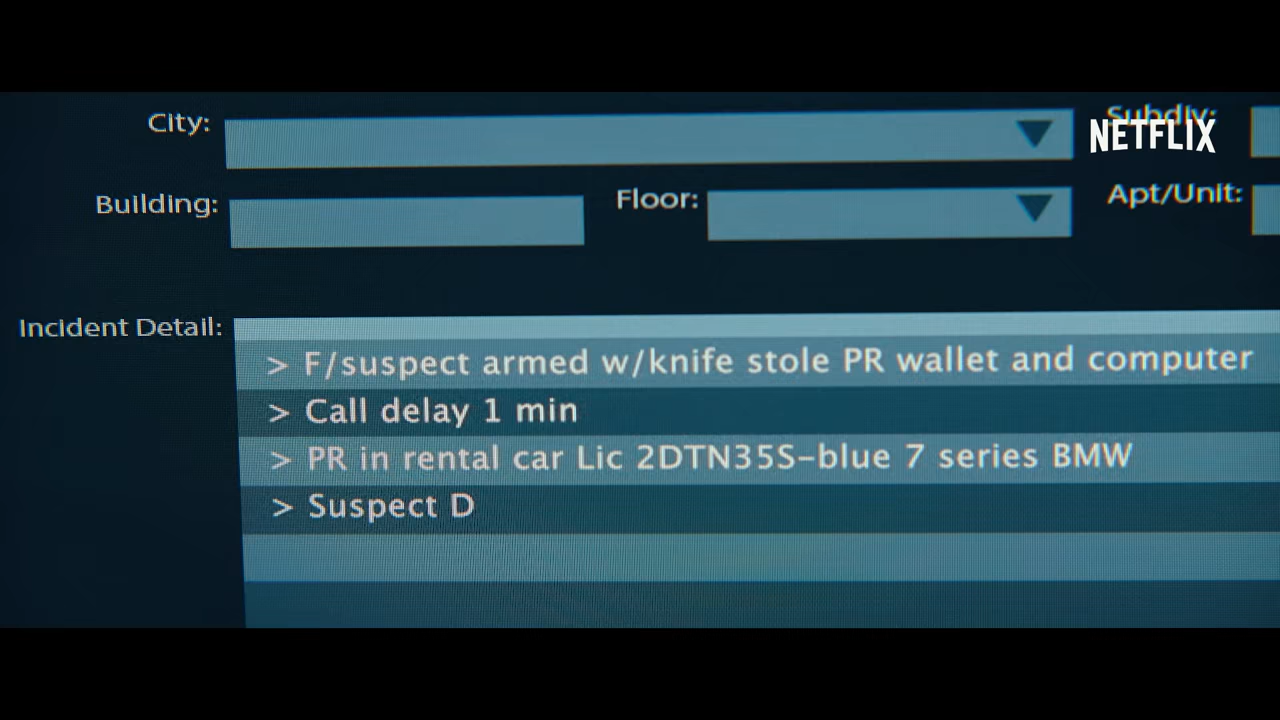 City:
Subdiv:
NETFLIX
Building:
Floor:
Apt/Unit:
Incident Detail:
> F/suspect armed w/knife stole PR wallet and computer
> Call delay 1 min
> PR in rental car Lic 2DTN35S-blue 7 series BMW
> Suspect D